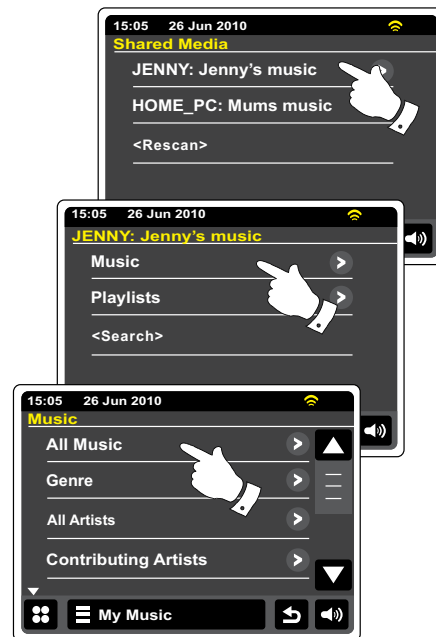 15:05 26 Jun 2010
Shared Media
JENNY: Jenny’s music
HOME_PC: Mums music
<Rescan>
15:05 26 Jun 2010
JENNY: Jenny’s music
Music
Playlists
<Search>
15:05 26 Jun 2010
Music
All Music
Genre
All Artists
Contributing Artists
My Music